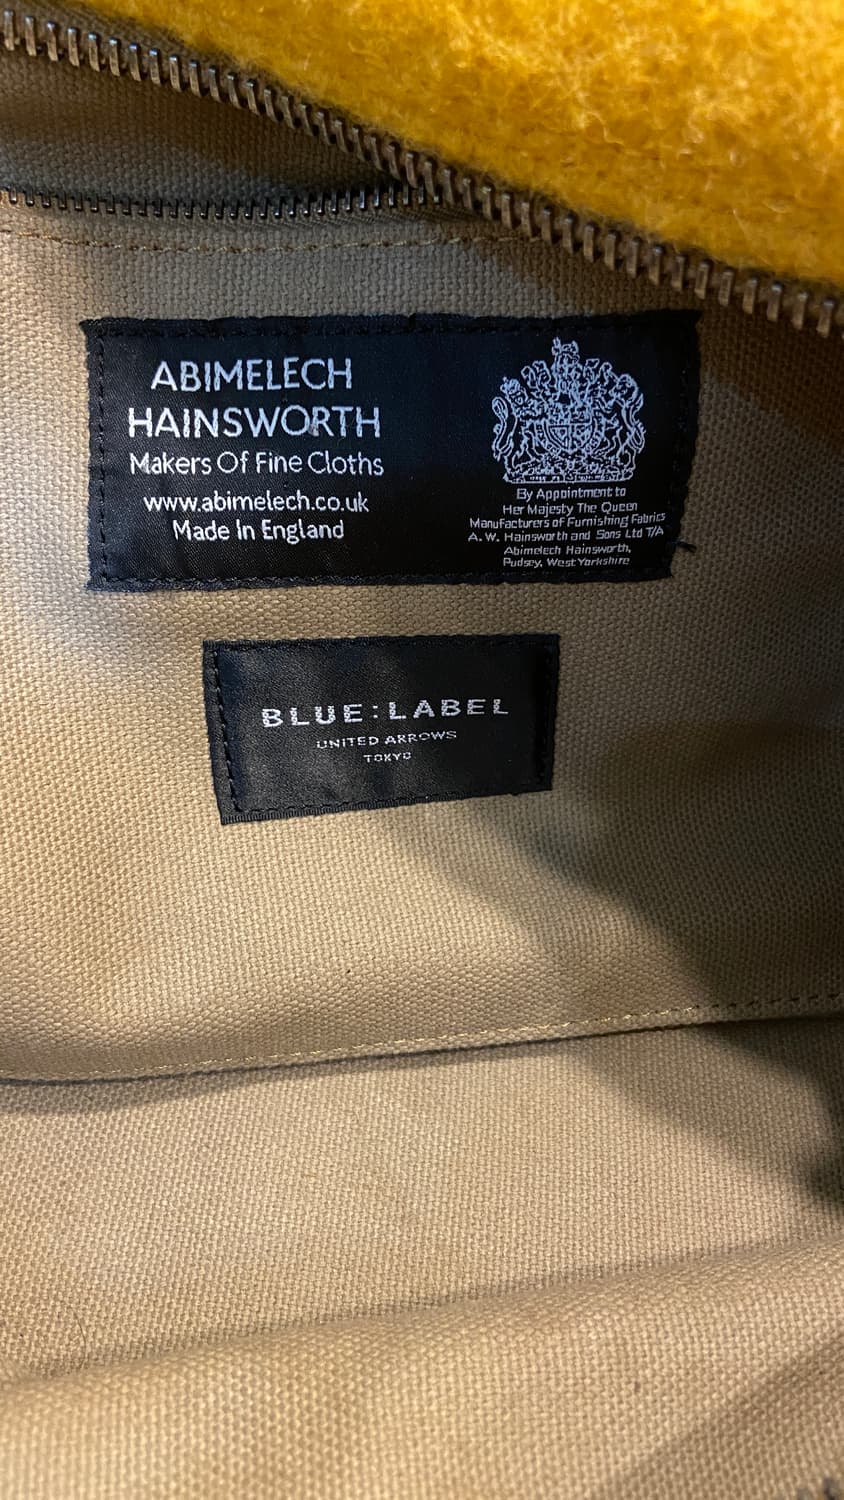 ABIMELECH
HAINSWORTH
Makers Of Fine Cloths
www.abimelech.co.uk
Made In England
By Appointment to
Her Majesty The Queen
Manufacturers of Furnishing Fabrics
A.W. Hainsworth and Sons Ltd T/A
Abimelech Hainsworth,
Pudsey, West Yorkshire
BLUE:LABEL
UNITED ARROWS
TOKYO